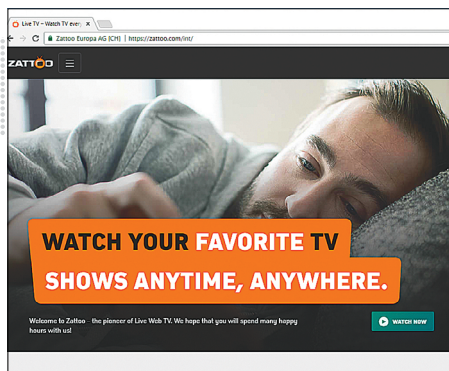 Live TV – Watch TV every
Zattoo Europa AG [CH] | https://zattoo.com/int/
ZATTOO
WATCH YOUR FAVORITE TV
SHOWS ANYTIME, ANYWHERE.
Welcome to Zattoo – the pioneer of Live Web TV. We hope that you will spend many happy
hours with us!
WATCH NOW